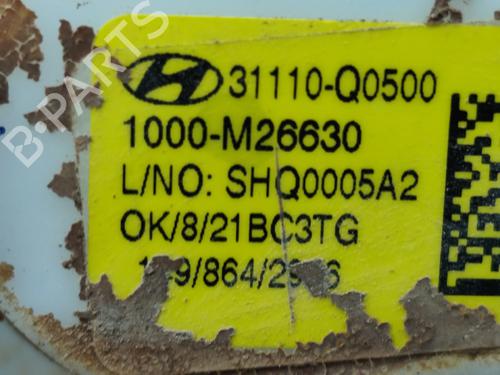 31110-Q0500
1000-M26630
L/NO: SHQ0005A2
OK/8/21BC3TG
B-PARTS